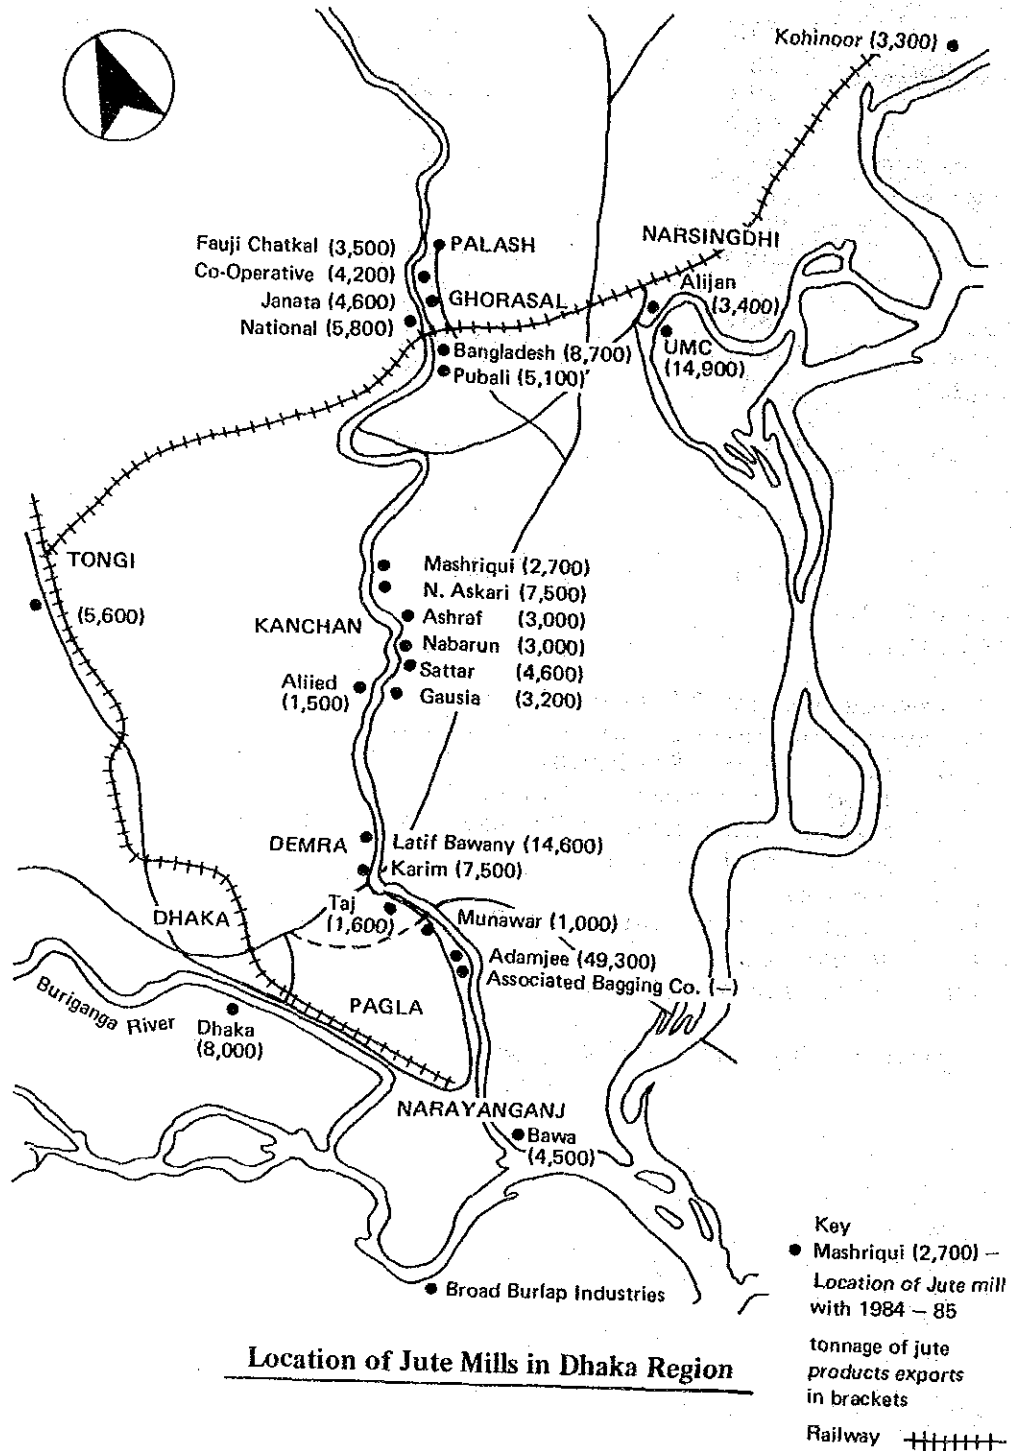 Kohinoor (3,300)
Fauji Chatkal (3,500)
PALASH
NARSINGDHI
Co-Operative (4,200)
Janata (4,600)
GHORASAL
Alijan
(3,400)
National (5,800)
Bangladesh (8,700)
UMC
(14,900)
Pubali (5,100)
TONGI
(5,600)
Mashriqui (2,700)
N. Askari (7,500)
Ashraf (3,000)
KANCHAN
Nabarun (3,000)
Sattar (4,600)
Aliied
(1,500)
Gausia (3,200)
DEMRA
Latif Bawany (14,600)
Karim (7,500)
Taj
(1,600)
DHAKA
Munawar (1,000)
Adamjee (49,300)
Associated Bagging Co. (—)
PAGLA
Buriganga River
Dhaka
(8,000)
NARAYANGANJ
Bawa
(4,500)
Broad Burlap Industries
Key
Mashriqui (2,700) –
Location of Jute mill
with 1984 – 85
tonnage of jute
products exports
in brackets
Railway
Location of Jute Mills in Dhaka Region